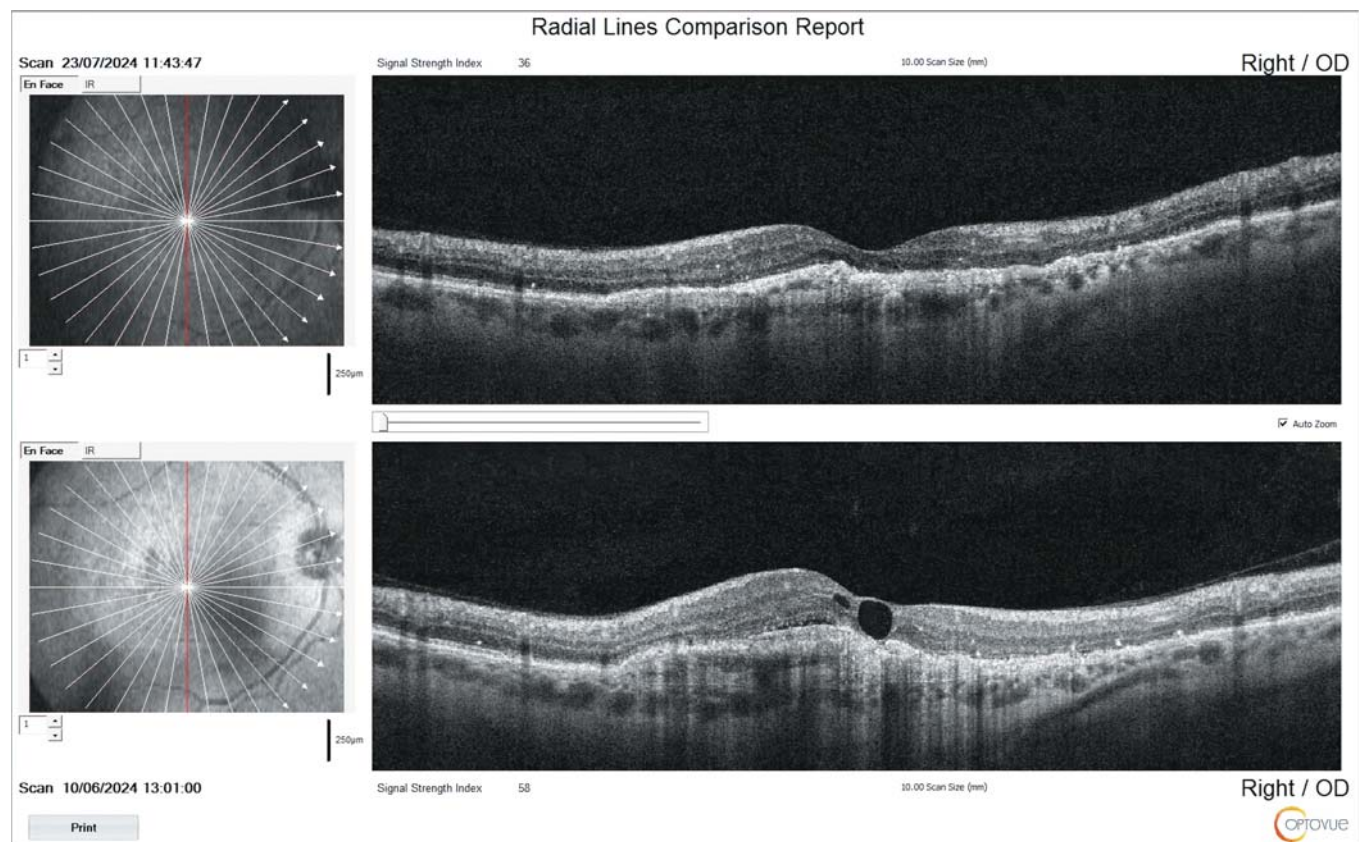 Radial Lines Comparison Report
Scan 23/07/2024 11:43:47
Signal Strength Index 36
10.00 Scan Size (mm)
Right / OD
En Face IR
1
250µm
Auto Zoom
En Face IR
1
250µm
Scan 10/06/2024 13:01:00
Signal Strength Index 58
10.00 Scan Size (mm)
Right / OD
Print
OPTOVUE